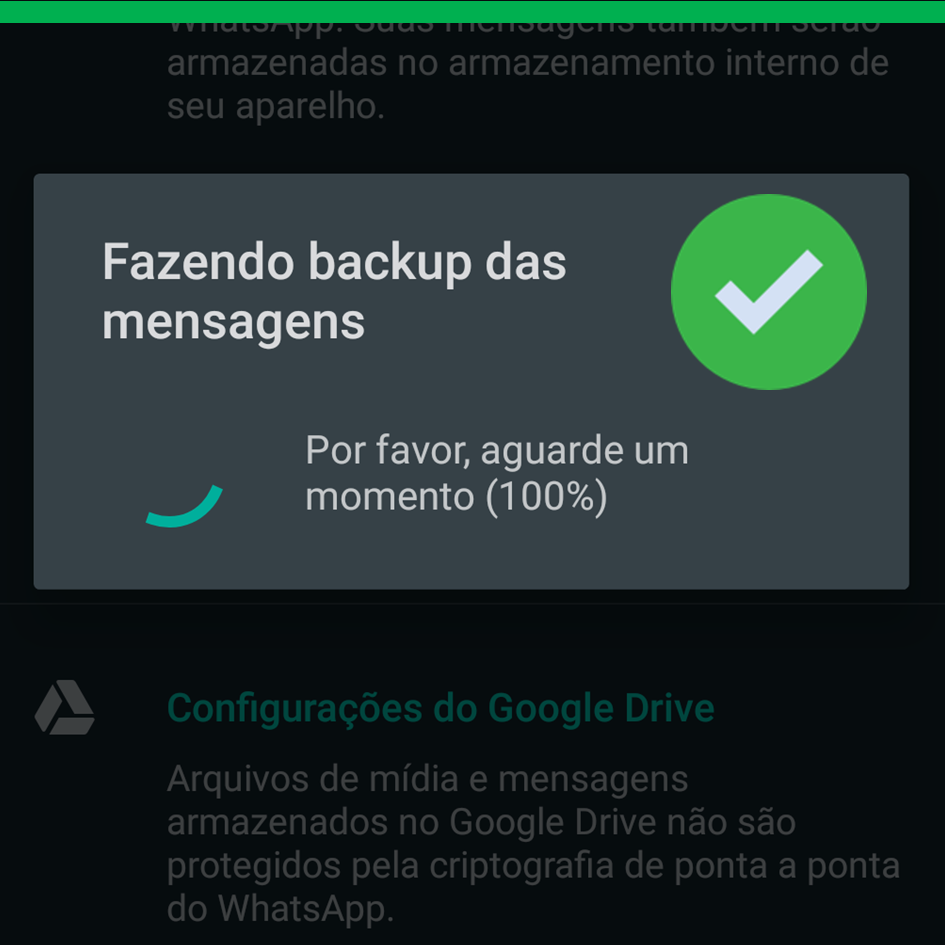 WhatsApp. Suas mensagens também serão
armazenadas no armazenamento interno de
seu aparelho.
Fazendo backup das
mensagens
Por favor, aguarde um
momento (100%)
Configurações do Google Drive
Arquivos de mídia e mensagens
armazenados no Google Drive não são
protegidos pela criptografia de ponta a ponta
do WhatsApp.